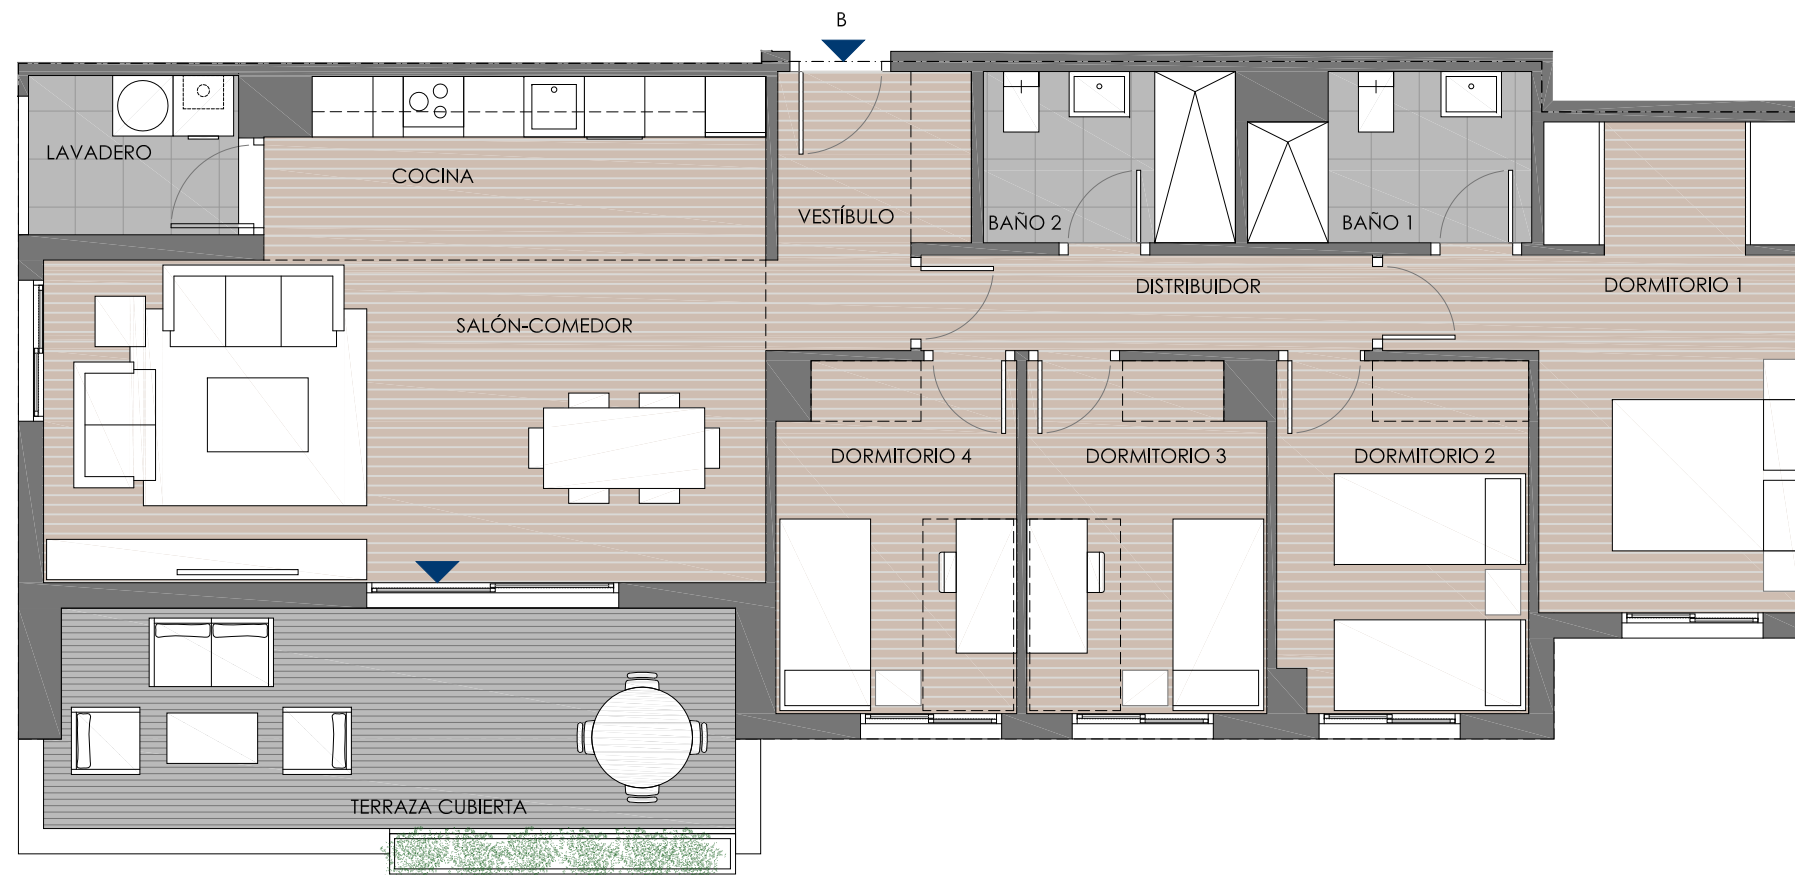 B
LAVADERO
COCINA
VESTÍBULO
BAÑO 2
BAÑO 1
DISTRIBUIDOR
DORMITORIO 1
SALÓN-COMEDOR
DORMITORIO 4
DORMITORIO 3
DORMITORIO 2
TERRAZA CUBIERTA